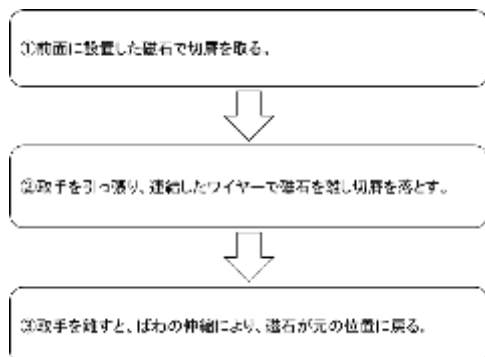 ①前面に設置した磁石で切屑を取る。
②取手を引っ張り、連結したワイヤーで磁石を離し切屑を落とす。
③取手を離すと、ばねの伸縮により、磁石が元の位置に戻る。